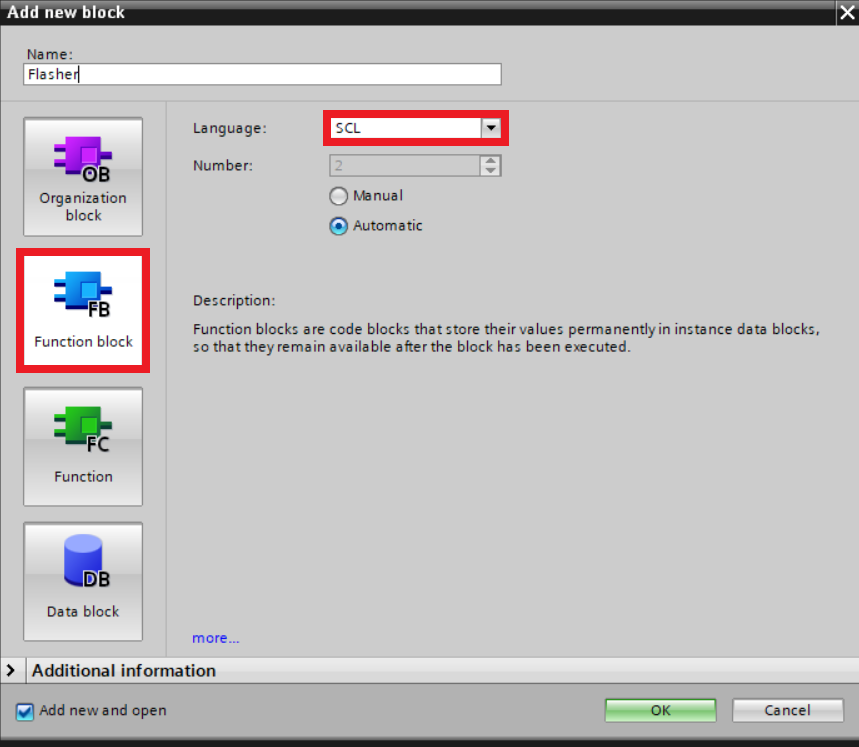 Add new block
Name:
Flasher
OB
Organization
block
FB
Function block
FC
Function
DB
Data block
Language:
SCL
Number:
2
Manual
Automatic
Description:
Function blocks are code blocks that store their values permanently in instance data blocks,
so that they remain available after the block has been executed.
more...
Additional information
Add new and open
OK
Cancel